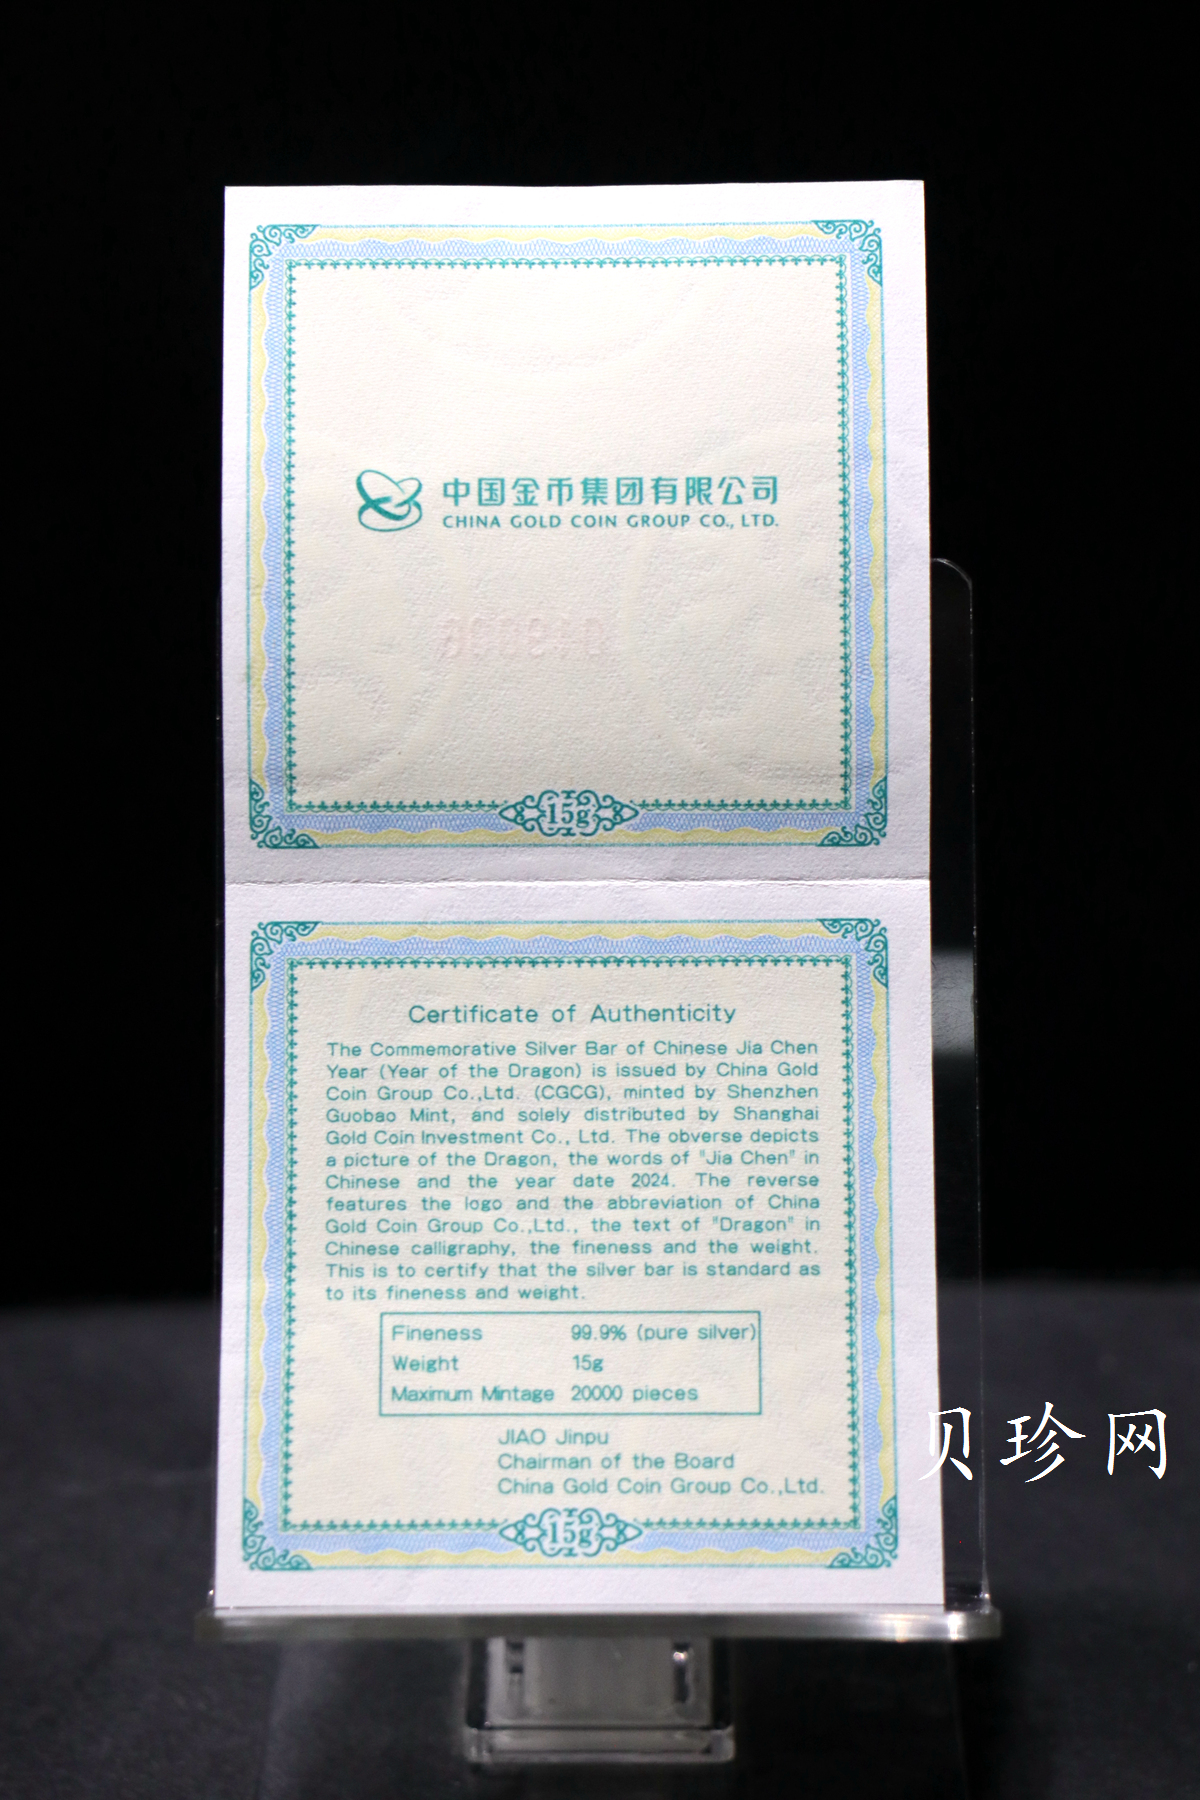 中国金币集团有限公司
CHINA GOLD COIN GROUP CO., LTD.
15g
Certificate of Authenticity
The Commemorative Silver Bar of Chinese Jia Chen
Year (Year of the Dragon) is issued by China Gold
Coin Group Co.,Ltd. (CGCG), minted by Shenzhen
Guobao Mint, and solely distributed by Shanghai
Gold Coin Investment Co., Ltd. The obverse depicts
a picture of the Dragon, the words of "Jia Chen" in
Chinese and the year date 2024. The reverse
features the logo and the abbreviation of China
Gold Coin Group Co.,Ltd., the text of "Dragon" in
Chinese calligraphy, the fineness and the weight.
This is to certify that the silver bar is standard as
to its fineness and weight.
Fineness 99.9% (pure silver)
Weight 15g
Maximum Mintage 20000 pieces
JIAO Jinpu
Chairman of the Board
China Gold Coin Group Co.,Ltd.
15g
贝珍网